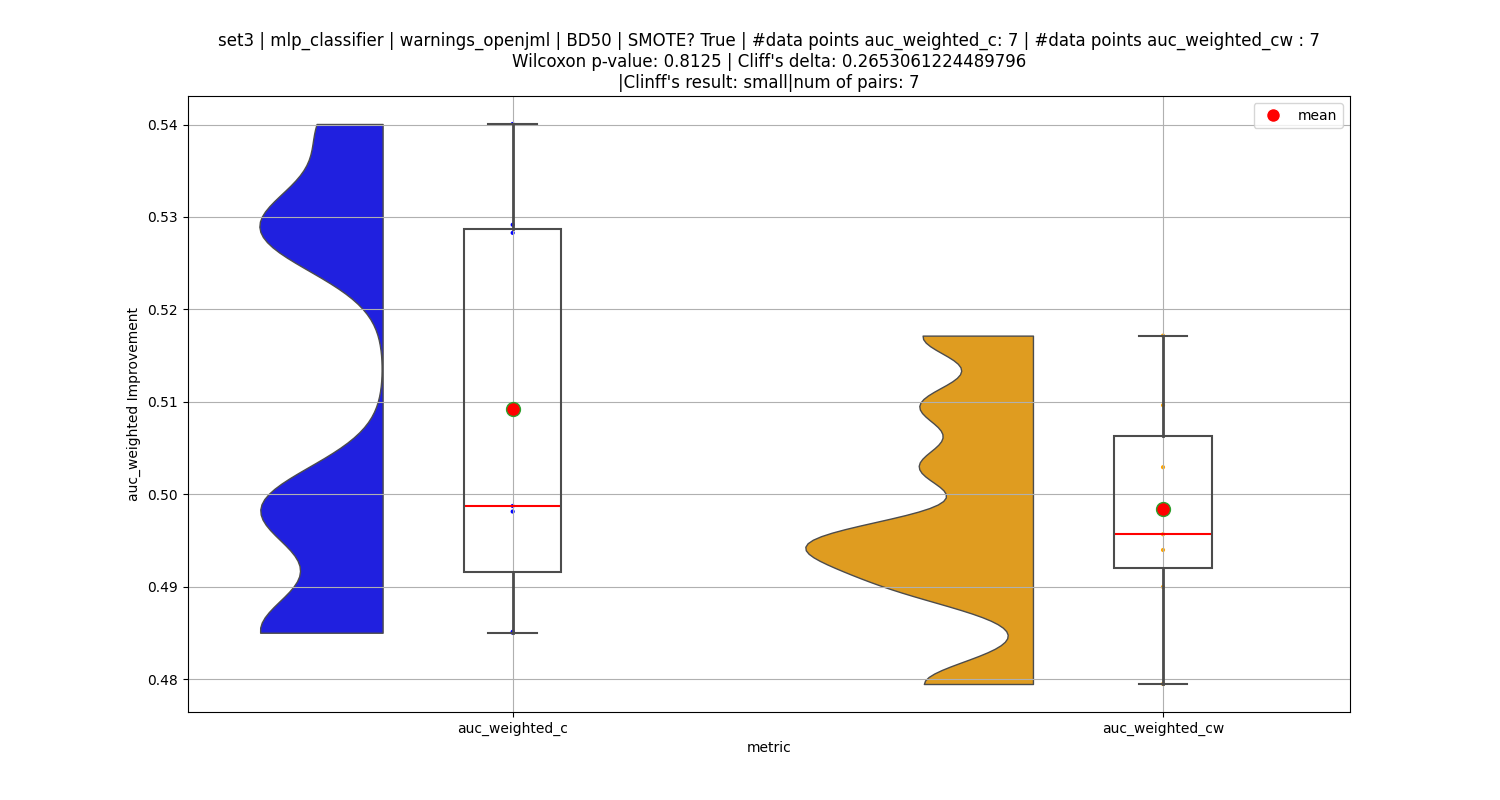 set3 | mlp_classifier | warnings_openjml | BD50 | SMOTE? True | #data points auc_weighted_c: 7 | #data points auc_weighted_cw : 7
Wilcoxon p-value: 0.8125 | Cliff's delta: 0.2653061224489796
|Clinff's result: small|num of pairs: 7
mean
0.54
0.53
0.52
0.51
0.50
0.49
0.48
auc_weighted Improvement
auc_weighted_c
auc_weighted_cw
metric